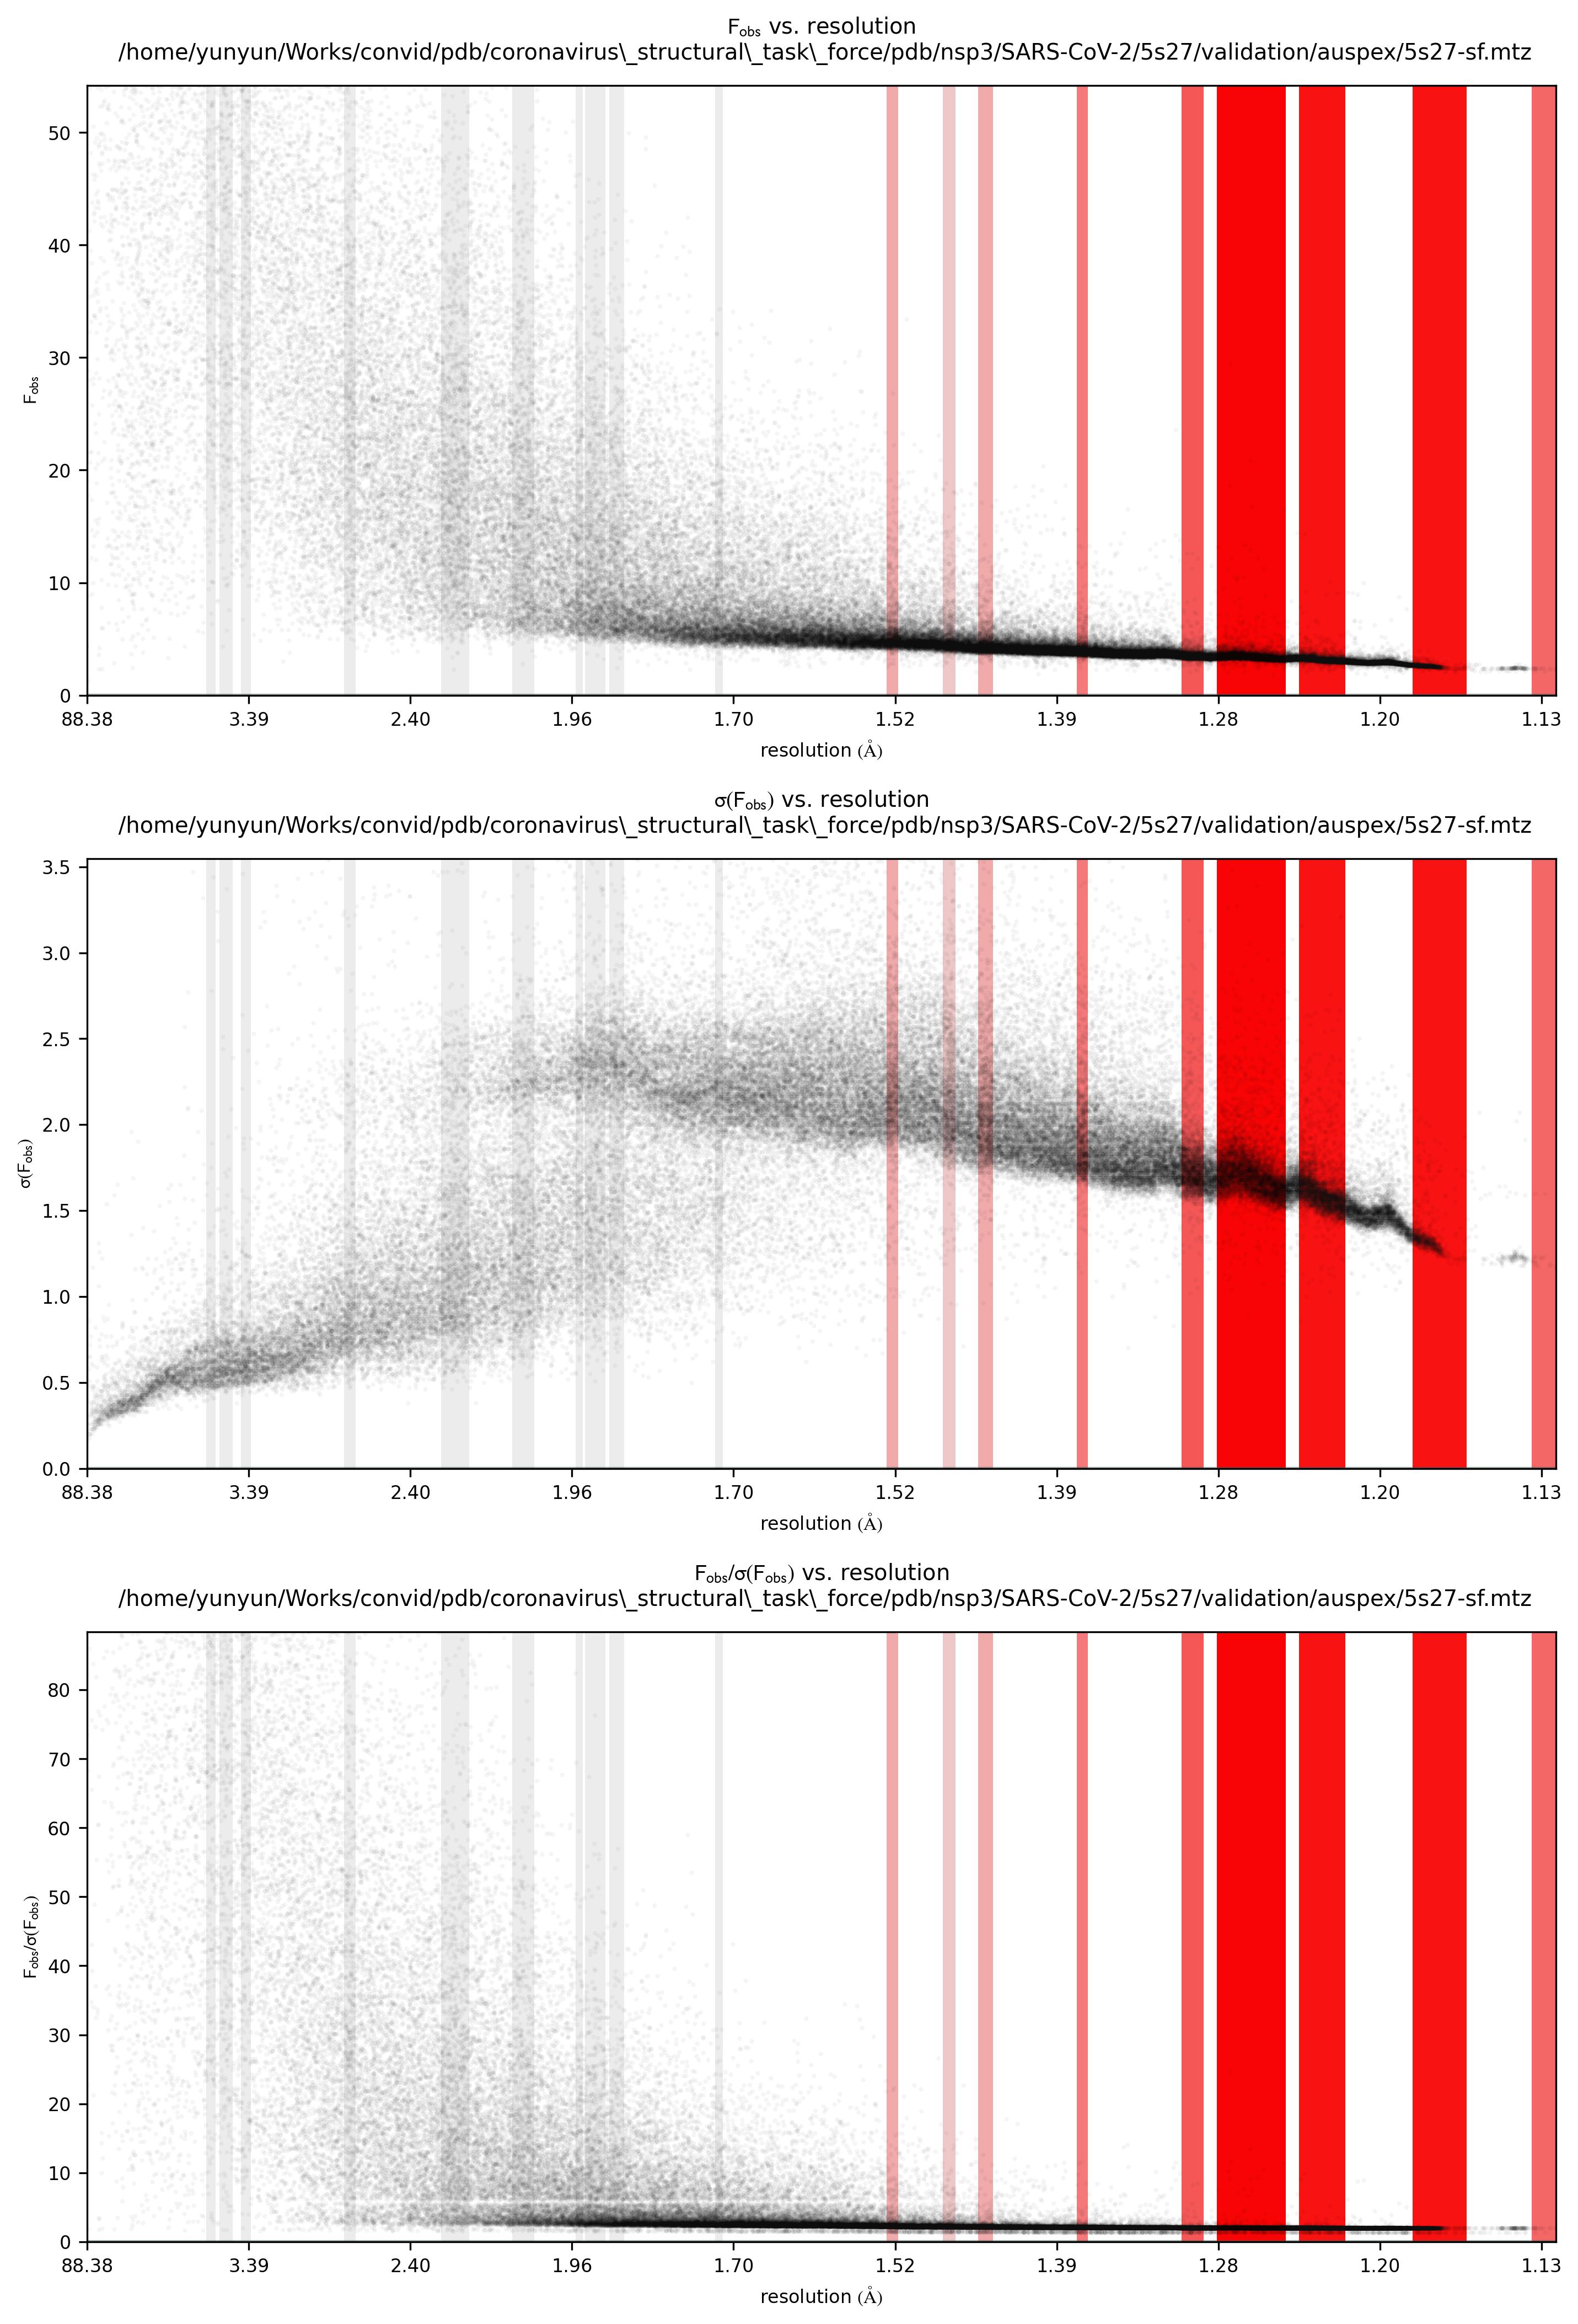 Fobs vs. resolution
/home/yunyun/Works/convid/pdb/coronavirus\_structural\_task\_force/pdb/nsp3/SARS-CoV-2/5s27/validation/auspex/5s27-sf.mtz
50
40
30
20
10
0
Fobs
88.38 3.39 2.40 1.96 1.70 1.52 1.39 1.28 1.20 1.13
resolution (Å)
σ(Fobs) vs. resolution
/home/yunyun/Works/convid/pdb/coronavirus\_structural\_task\_force/pdb/nsp3/SARS-CoV-2/5s27/validation/auspex/5s27-sf.mtz
3.5
3.0
2.5
2.0
1.5
1.0
0.5
0.0
σ(Fobs)
88.38 3.39 2.40 1.96 1.70 1.52 1.39 1.28 1.20 1.13
resolution (Å)
Fobs/σ(Fobs) vs. resolution
/home/yunyun/Works/convid/pdb/coronavirus\_structural\_task\_force/pdb/nsp3/SARS-CoV-2/5s27/validation/auspex/5s27-sf.mtz
80
70
60
50
40
30
20
10
0
Fobs/σ(Fobs)
88.38 3.39 2.40 1.96 1.70 1.52 1.39 1.28 1.20 1.13
resolution (Å)